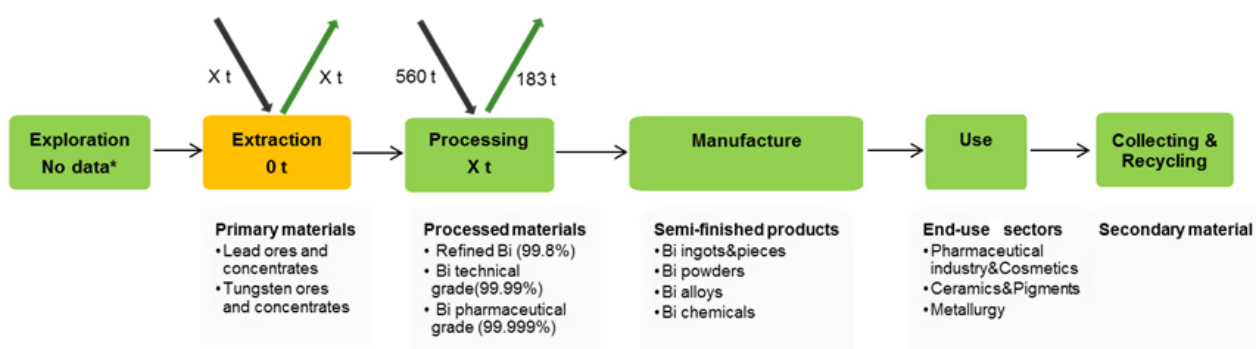 X t
X t
560 t
183 t
Exploration
No data*
Extraction
0 t
Processing
X t
Manufacture
Use
Collecting &
Recycling
Primary materials
•Lead ores and
concentrates
•Tungsten ores
and concentrates
Processed materials
• Refined Bi (99.8%)
• Bi technical
grade(99.99%)
• Bi pharmaceutical
grade (99.999%)
Semi-finished products
•Bi ingots&pieces
•Bi powders
•Bi alloys
•Bi chemicals
End-use sectors
•Pharmaceutical
industry&Cosmetics
•Ceramics&Pigments
•Metallurgy
Secondary material